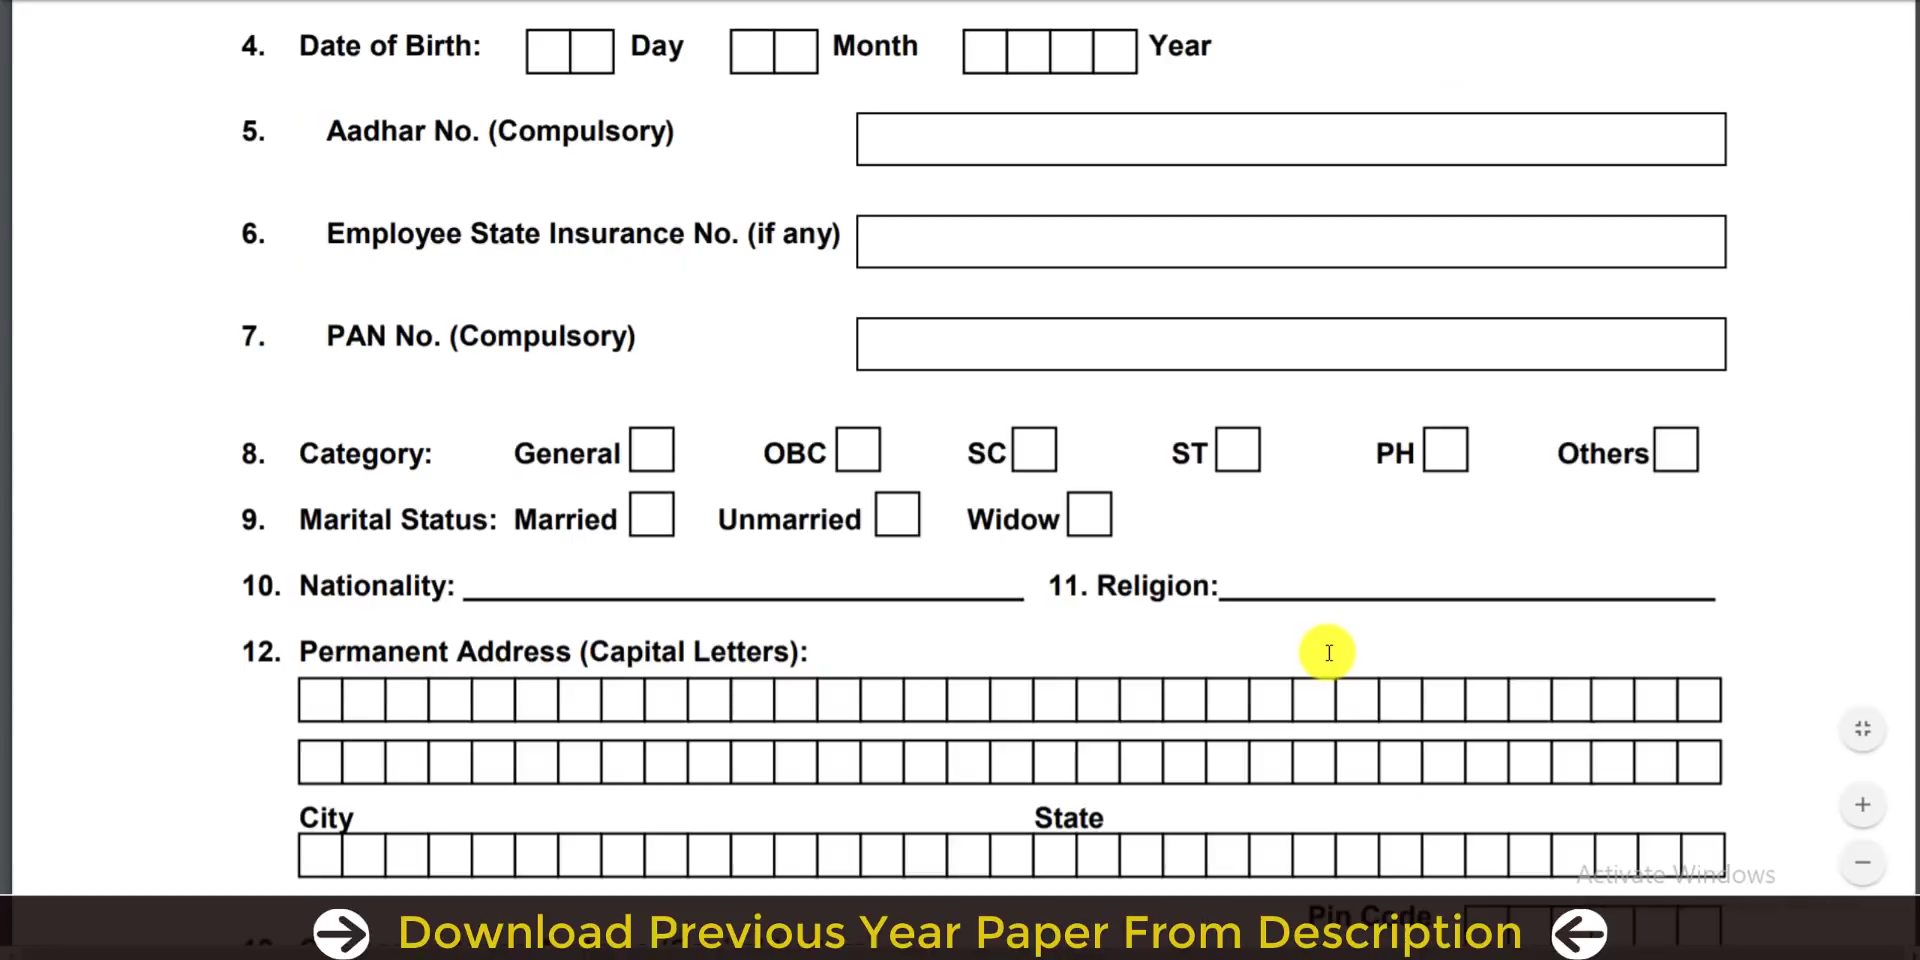 4. Date of Birth: Day Month Year
5. Aadhar No. (Compulsory)
6. Employee State Insurance No. (if any)
7. PAN No. (Compulsory)
8. Category: General OBC SC ST PH Others
9. Marital Status: Married Unmarried Widow
10. Nationality: 11. Religion:
12. Permanent Address (Capital Letters):
City State
Activate Windows
Pin Code
Download Previous Year Paper From Description